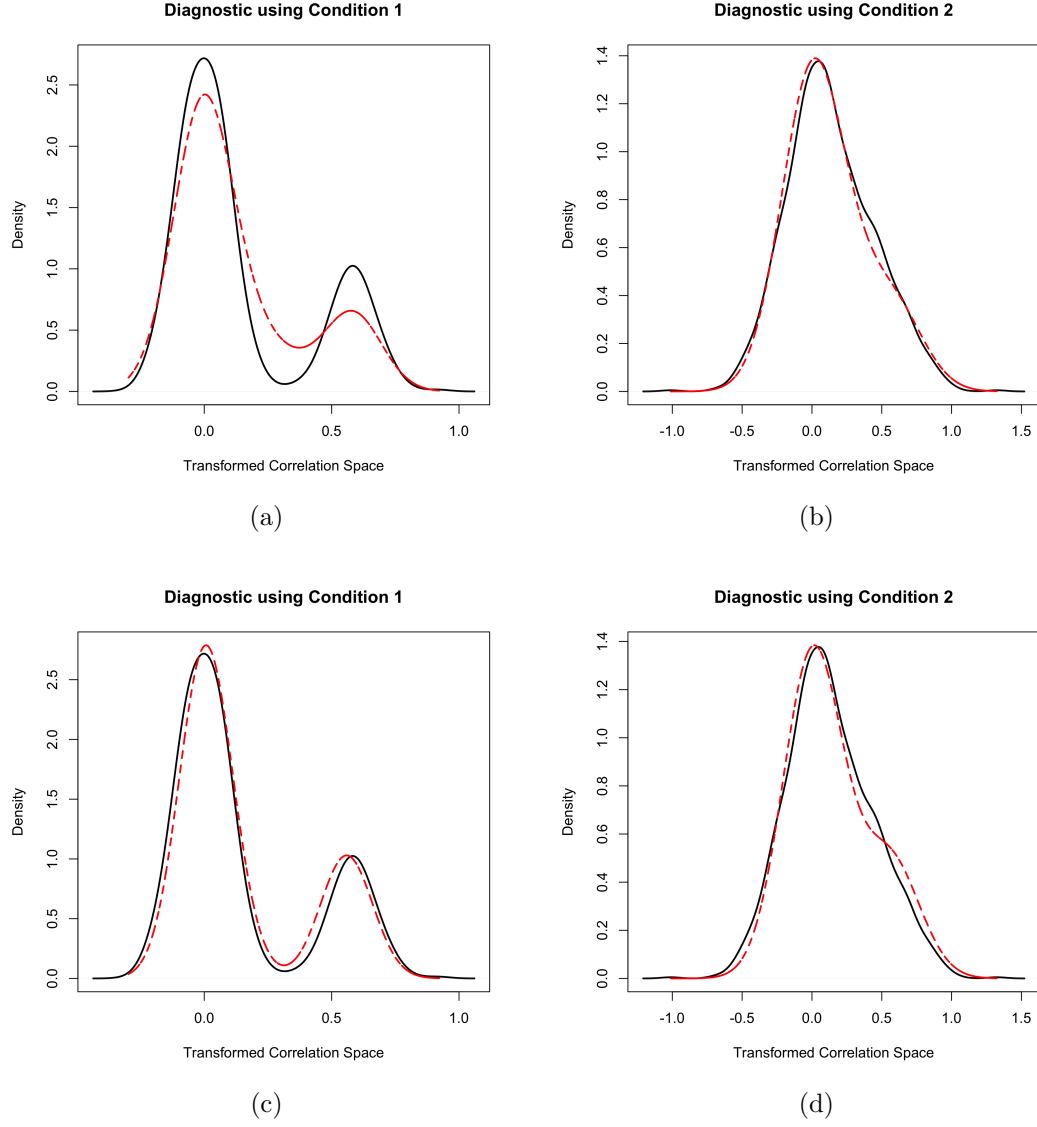 Diagnostic using Condition 1
Density
0.0 0.5 1.0 1.5 2.0 2.5
0.0 0.5 1.0
Transformed Correlation Space
(a)
Diagnostic using Condition 2
Density
0.0 0.2 0.4 0.6 0.8 1.0 1.2 1.4
-1.0 -0.5 0.0 0.5 1.0 1.5
Transformed Correlation Space
(b)
Diagnostic using Condition 1
Density
0.0 0.5 1.0 1.5 2.0 2.5
0.0 0.5 1.0
Transformed Correlation Space
(c)
Diagnostic using Condition 2
Density
0.0 0.2 0.4 0.6 0.8 1.0 1.2 1.4
-1.0 -0.5 0.0 0.5 1.0 1.5
Transformed Correlation Space
(d)